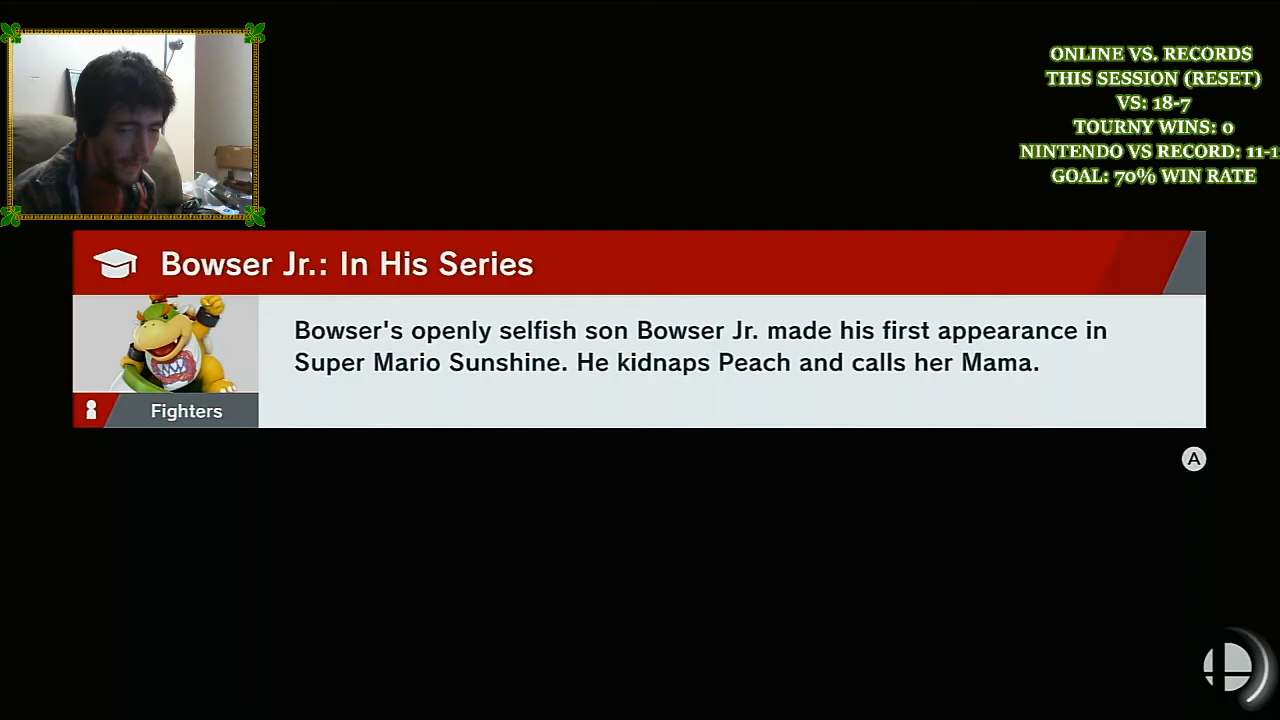 ONLINE VS. RECORDS
THIS SESSION (RESET)
VS: 18-7
TOURNY WINS: 0
NINTENDO VS RECORD: 11-1
GOAL: 70% WIN RATE
Bowser Jr.: In His Series
Bowser's openly selfish son Bowser Jr. made his first appearance in
Super Mario Sunshine. He kidnaps Peach and calls her Mama.
Fighters
A